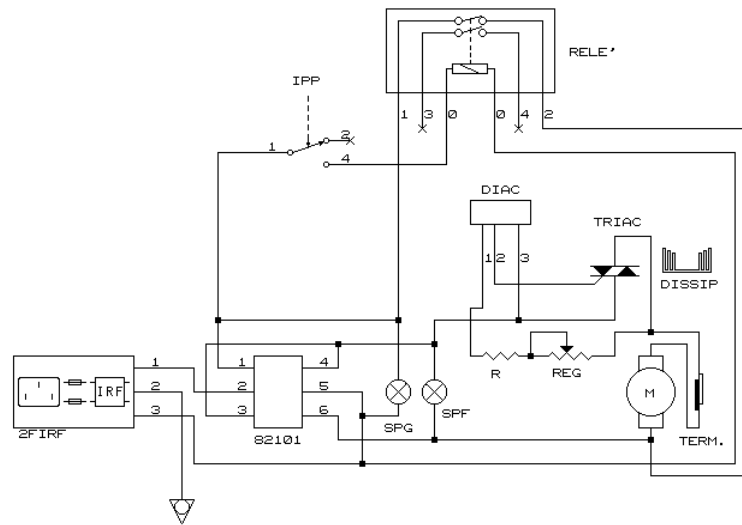 RELE'
IPP
1 3 0 0 4 2
2
1
4
DIAC
TRIAC
1 2 3
DISSIP
1 1 4
2 2 5
3 3 6
IRF
R
REG
M
SPG
SPF
2FIRF
82101
TERM.